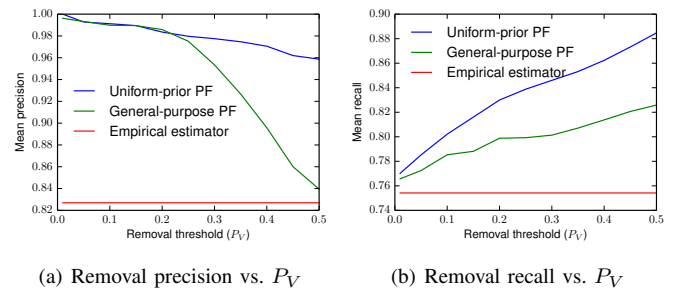 1.00
0.98
0.96
0.94
0.92
0.90
0.88
0.86
0.84
0.82
Mean precision
Uniform-prior PF
General-purpose PF
Empirical estimator
0.0 0.1 0.2 0.3 0.4 0.5
Removal threshold (P_V)
(a) Removal precision vs. P_V
0.90
0.88
0.86
0.84
0.82
0.80
0.78
0.76
0.74
Mean recall
Uniform-prior PF
General-purpose PF
Empirical estimator
0.0 0.1 0.2 0.3 0.4 0.5
Removal threshold (P_V)
(b) Removal recall vs. P_V